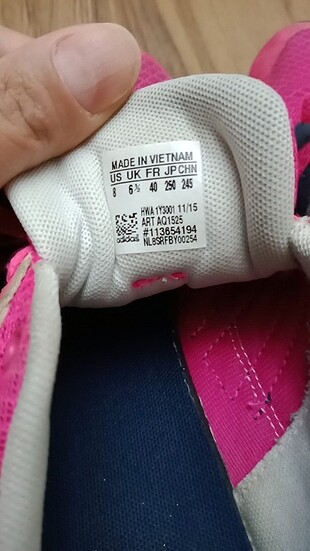 MADE IN VIETNAM
US UK FR JP CHN
8 6½ 40 250 245
HWA 1Y3001 11/15
ART AQ1525
#113654194
adidas NL8SRFBY00254